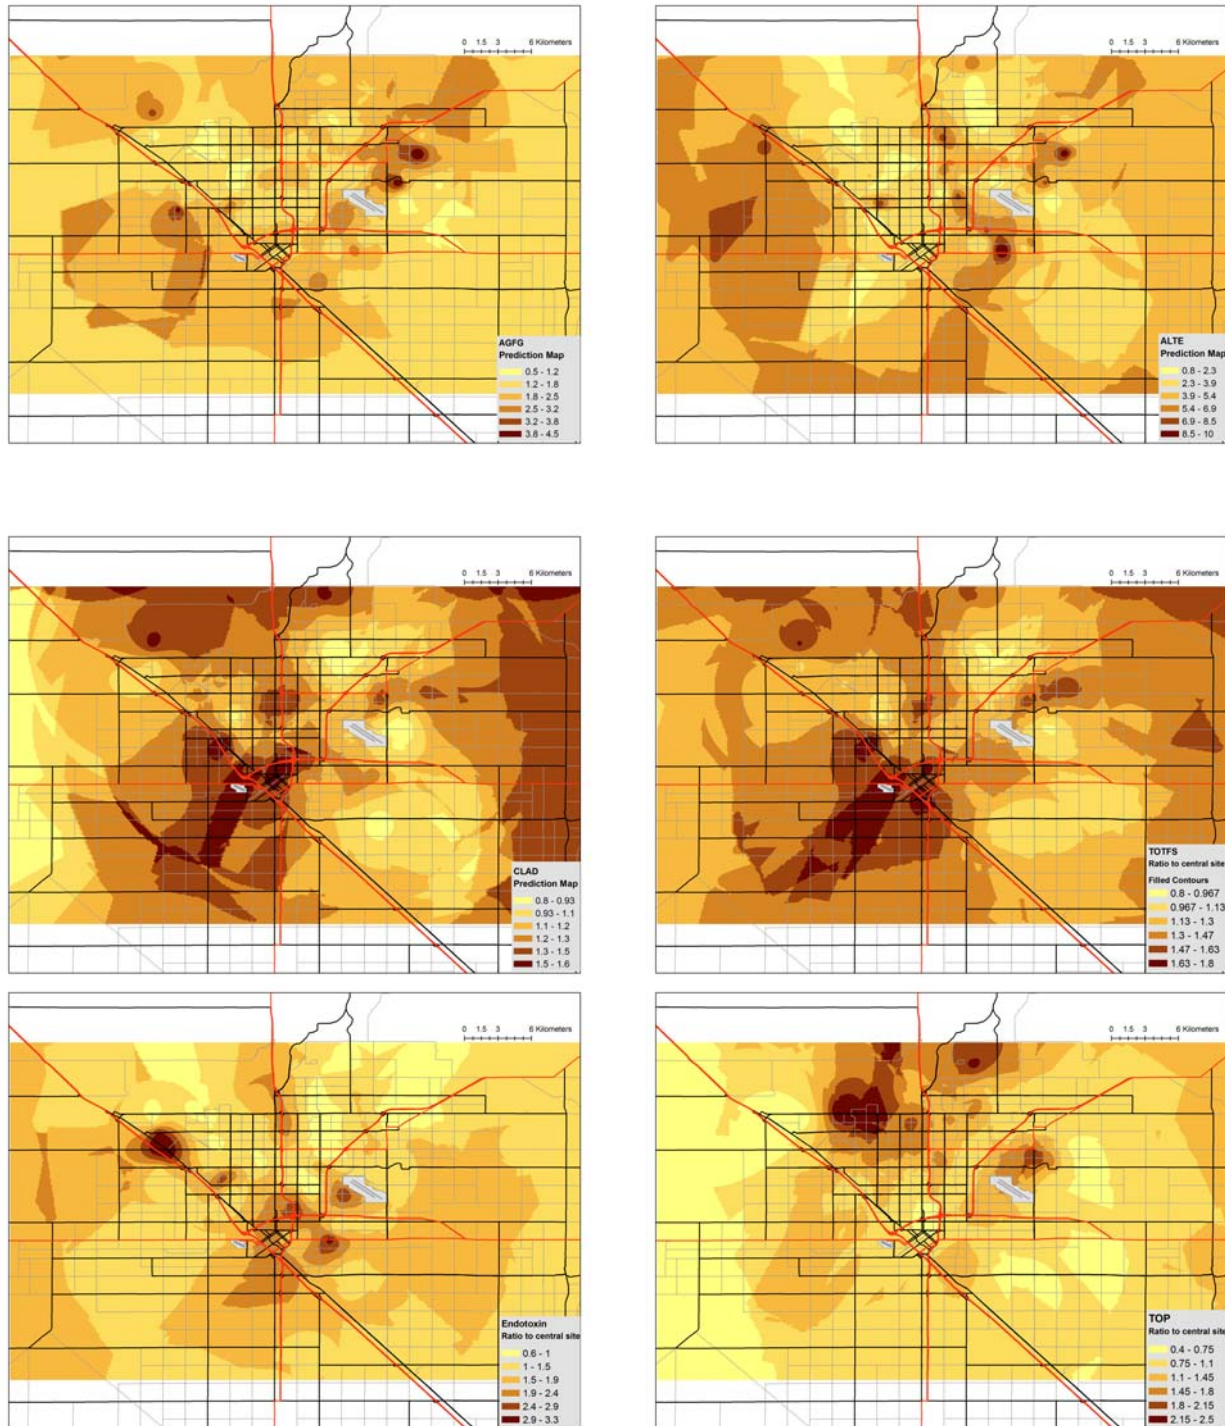 0 1.5 3 6 Kilometers
AGFG
Prediction Map
0.5 - 1.2
1.2 - 1.8
1.8 - 2.5
2.5 - 3.2
3.2 - 3.8
3.8 - 4.5
0 1.5 3 6 Kilometers
ALTE
Prediction Map
0.8 - 2.3
2.3 - 3.9
3.9 - 5.4
5.4 - 6.9
6.9 - 8.5
8.5 - 10
0 1.5 3 6 Kilometers
CLAD
Prediction Map
0.8 - 0.93
0.93 - 1.1
1.1 - 1.2
1.2 - 1.3
1.3 - 1.5
1.5 - 1.6
0 1.5 3 6 Kilometers
TOTFS
Ratio to central site
Filled Contours
0.8 - 0.967
0.967 - 1.13
1.13 - 1.3
1.3 - 1.47
1.47 - 1.63
1.63 - 1.8
0 1.5 3 6 Kilometers
Endotoxin
Ratio to central site
0.6 - 1
1 - 1.5
1.5 - 1.9
1.9 - 2.4
2.4 - 2.9
2.9 - 3.3
0 1.5 3 6 Kilometers
TOP
Ratio to central site
0.4 - 0.75
0.75 - 1.1
1.1 - 1.45
1.45 - 1.8
1.8 - 2.15
2.15 - 2.5